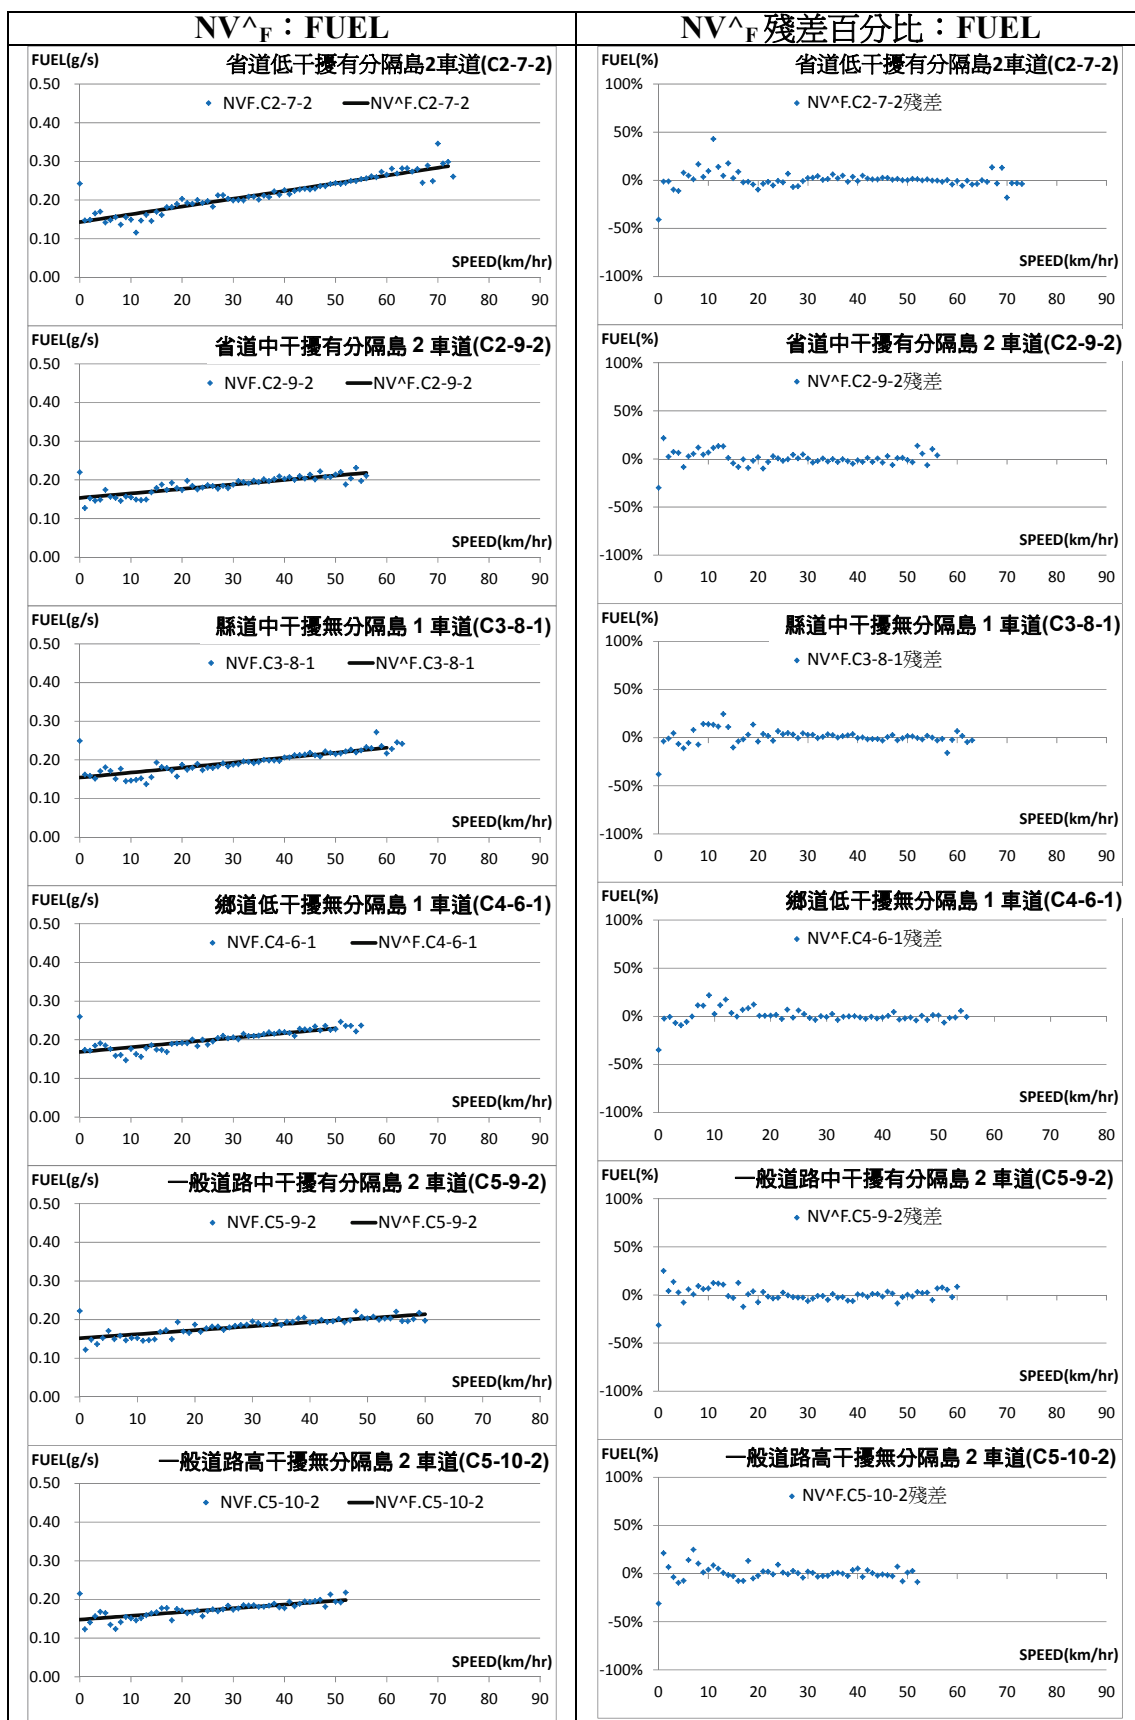 NV^F：FUEL
NV^F 殘差百分比：FUEL
FUEL(g/s)
省道低干擾有分隔島2車道(C2-7-2)
NVF.C2-7-2 NV^F.C2-7-2
0.50
0.40
0.30
0.20
0.10
0.00
SPEED(km/hr)
0 10 20 30 40 50 60 70 80 90
FUEL(%)
省道低干擾有分隔島2車道(C2-7-2)
NV^F.C2-7-2殘差
100%
50%
0%
-50%
-100%
SPEED(km/hr)
0 10 20 30 40 50 60 70 80 90
FUEL(g/s)
省道中干擾有分隔島 2 車道(C2-9-2)
NVF.C2-9-2 NV^F.C2-9-2
0.50
0.40
0.30
0.20
0.10
0.00
SPEED(km/hr)
0 10 20 30 40 50 60 70 80 90
FUEL(%)
省道中干擾有分隔島 2 車道(C2-9-2)
NV^F.C2-9-2殘差
100%
50%
0%
-50%
-100%
SPEED(km/hr)
0 10 20 30 40 50 60 70 80 90
FUEL(g/s)
縣道中干擾無分隔島 1 車道(C3-8-1)
NVF.C3-8-1 NV^F.C3-8-1
0.50
0.40
0.30
0.20
0.10
0.00
SPEED(km/hr)
0 10 20 30 40 50 60 70 80 90
FUEL(%)
縣道中干擾無分隔島 1 車道(C3-8-1)
NV^F.C3-8-1殘差
100%
50%
0%
-50%
-100%
SPEED(km/hr)
0 10 20 30 40 50 60 70 80 90
FUEL(g/s)
鄉道低干擾無分隔島 1 車道(C4-6-1)
NVF.C4-6-1 NV^F.C4-6-1
0.50
0.40
0.30
0.20
0.10
0.00
SPEED(km/hr)
0 10 20 30 40 50 60 70 80 90
FUEL(%)
鄉道低干擾無分隔島 1 車道(C4-6-1)
NV^F.C4-6-1殘差
100%
50%
0%
-50%
-100%
SPEED(km/hr)
0 10 20 30 40 50 60 70 80
FUEL(g/s)
一般道路中干擾有分隔島 2 車道(C5-9-2)
NVF.C5-9-2 NV^F.C5-9-2
0.50
0.40
0.30
0.20
0.10
0.00
SPEED(km/hr)
0 10 20 30 40 50 60 70 80
FUEL(%)
一般道路中干擾有分隔島 2 車道(C5-9-2)
NV^F.C5-9-2殘差
100%
50%
0%
-50%
-100%
SPEED(km/hr)
0 10 20 30 40 50 60 70 80 90
FUEL(g/s)
一般道路高干擾無分隔島 2 車道(C5-10-2)
NVF.C5-10-2 NV^F.C5-10-2
0.50
0.40
0.30
0.20
0.10
0.00
SPEED(km/hr)
0 10 20 30 40 50 60 70 80 90
FUEL(%)
一般道路高干擾無分隔島 2 車道(C5-10-2)
NV^F.C5-10-2殘差
100%
50%
0%
-50%
-100%
SPEED(km/hr)
0 10 20 30 40 50 60 70 80 90